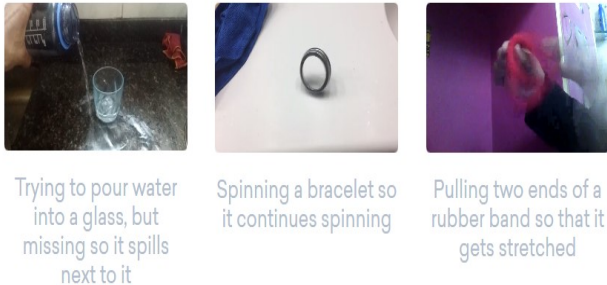 Trying to pour water
into a glass, but
missing so it spills
next to it
Spinning a bracelet so
it continues spinning
Pulling two ends of a
rubber band so that it
gets stretched